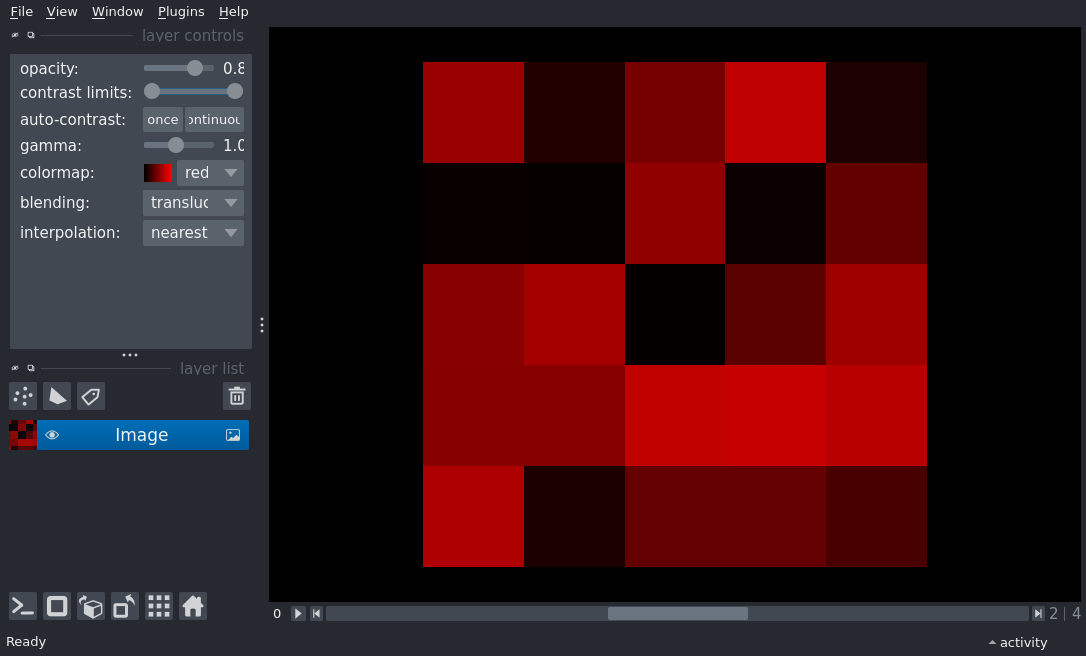 File View Window Plugins Help
layer controls
opacity: 0.8
contrast limits:
auto-contrast: once ontinuou
gamma: 1.0
colormap: red
blending: transluc
interpolation: nearest
layer list
Image
0 2 | 4
Ready activity